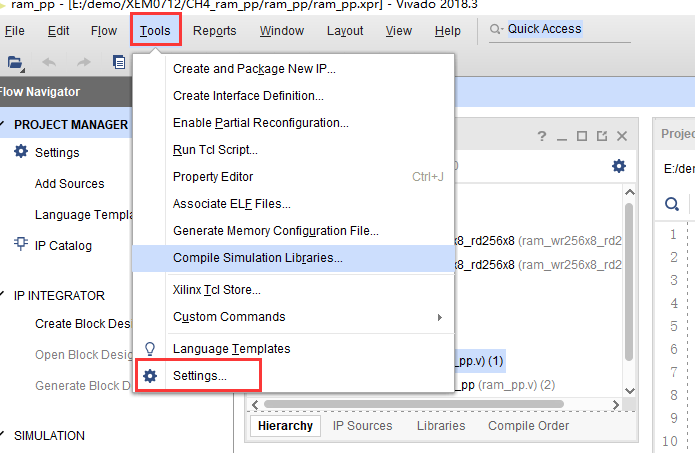 ram_pp - [E:/demo/XEM0712/CH4_ram_pp/ram_pp/ram_pp.xpr] - Vivado 2018.3
File Edit Flow Tools Reports Window Layout View Help Quick Access
Flow Navigator
PROJECT MANAGER
Settings
Add Sources
Language Templa
IP Catalog
IP INTEGRATOR
Create Block Des
Open Block Desig
Generate Block D
SIMULATION
Create and Package New IP...
Create Interface Definition...
Enable Partial Reconfiguration...
Run Tcl Script...
Property Editor Ctrl+J
Associate ELF Files...
Generate Memory Configuration File...
Compile Simulation Libraries...
Xilinx Tcl Store...
Custom Commands
Language Templates
Settings...
x8_rd256x8 (ram_wr256x8_rd2
x8_rd256x8 (ram_wr256x8_rd2
_pp.v) (1)
_pp (ram_pp.v) (2)
Hierarchy IP Sources Libraries Compile Order
? 
Projec
E:/de
1
2
3
4
5
6
7
8
9
10